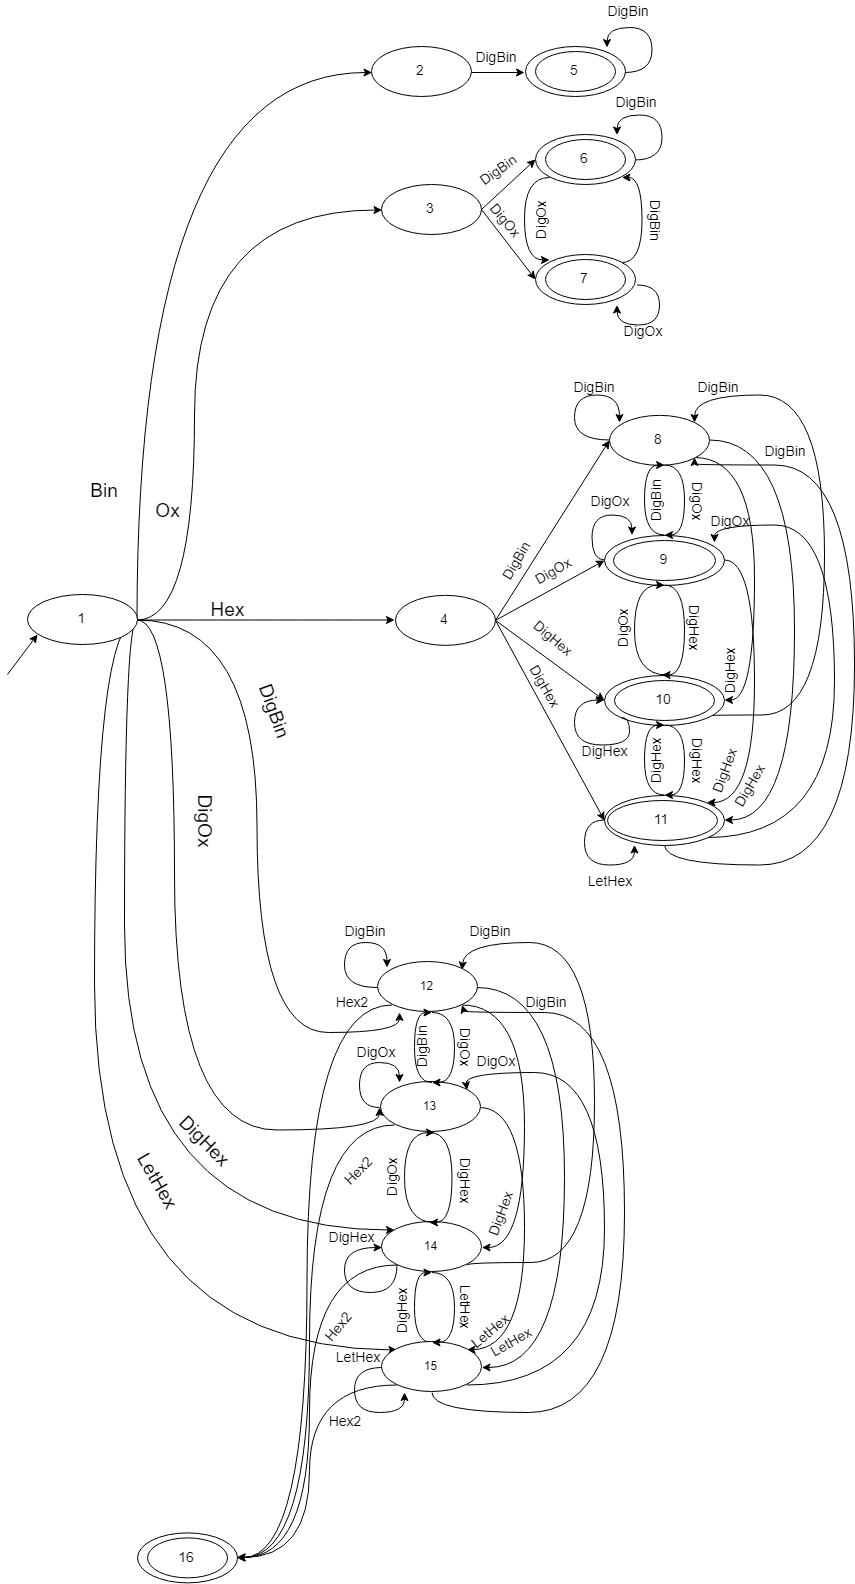 DigBin
2
DigBin
5
DigBin
6
DigBin
DigOx
DigBin
3
DigOx
7
DigOx
DigBin
DigBin
8
DigBin
Bin
DigBin
DigOx
Ox
DigOx
DigOx
DigBin
9
DigOx
Hex
1
4
DigOx
DigHex
DigHex
DigHex
DigHex
10
DigBin
DigHex
DigHex
DigHex
DigHex
DigHex
DigOx
11
LetHex
DigBin
DigBin
12
Hex2
DigBin
DigBin
DigOx
DigOx
DigOx
13
DigHex
LetHex
Hex2
DigOx
DigHex
DigHex
DigHex
14
DigHex
LetHex
Hex2
LetHex
LetHex
LetHex
15
Hex2
16